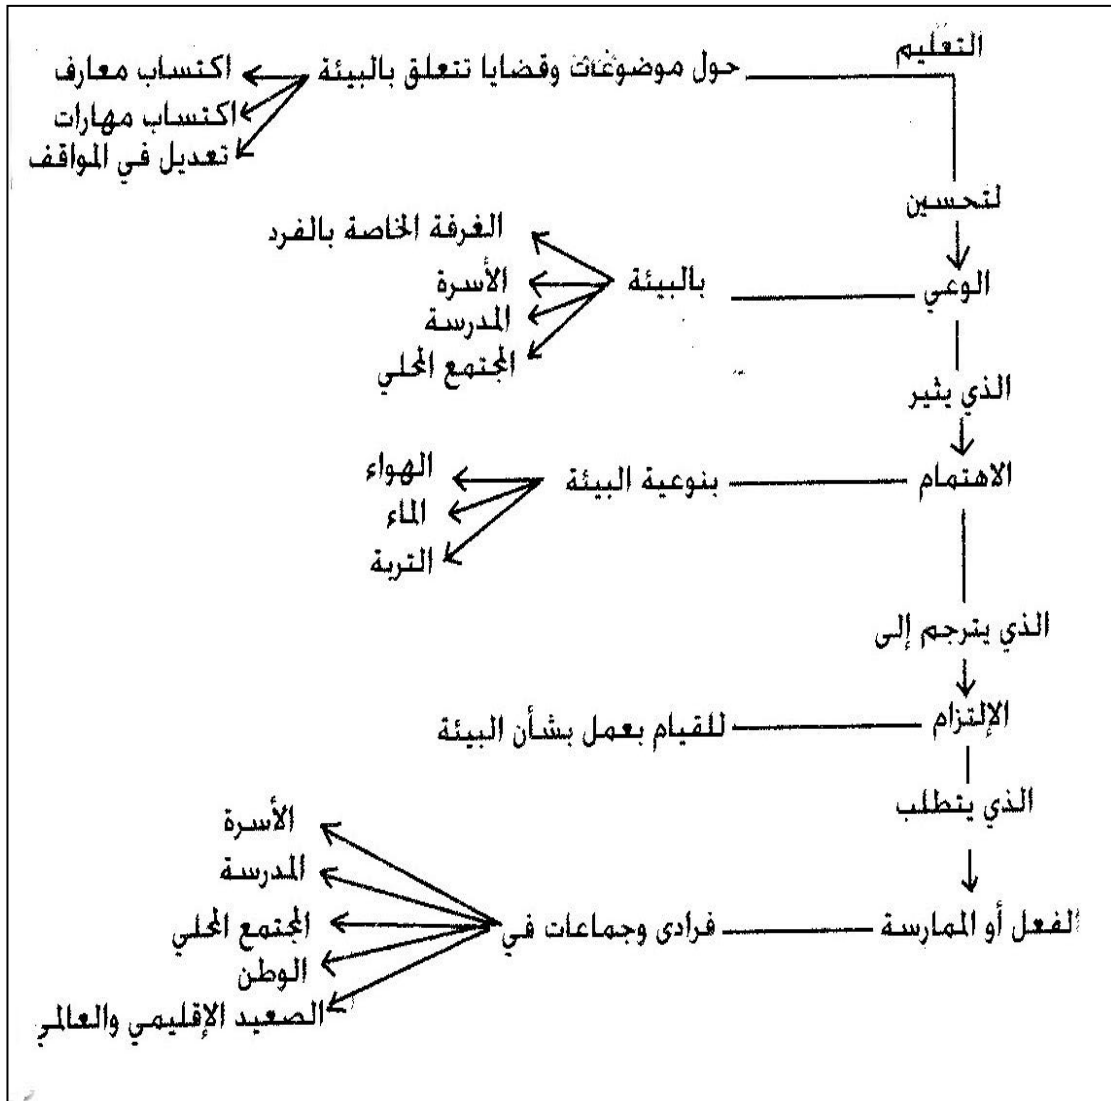 التعليم
حول موضوعات وقضايا تتعلق بالبيئة
اكتساب معارف
اكتساب مهارات
تعديل في المواقف
لتحسين
الوعي
بالبيئة
الغرفة الخاصة بالفرد
الأسرة
المدرسة
المجتمع المحلي
الذي يثير
الاهتمام
بنوعية البيئة
الهواء
الماء
التربة
الذي يترجم إلى
الإلتزام
للقيام بعمل بشأن البيئة
الذي يتطلب
الفعل أو الممارسة
فرادى وجماعات في
الأسرة
المدرسة
المجتمع المحلي
الوطن
الصعيد الإقليمي والعالمي